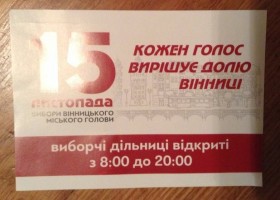 15
ЛИСТОПАДА
ВИБОРИ ВІННИЦЬКОГО
МІСЬКОГО ГОЛОВИ
КОЖЕН ГОЛОС
ВИРІШУЄ ДОЛЮ
ВІННИЦІ
виборчі дільниці відкриті
з 8:00 до 20:00